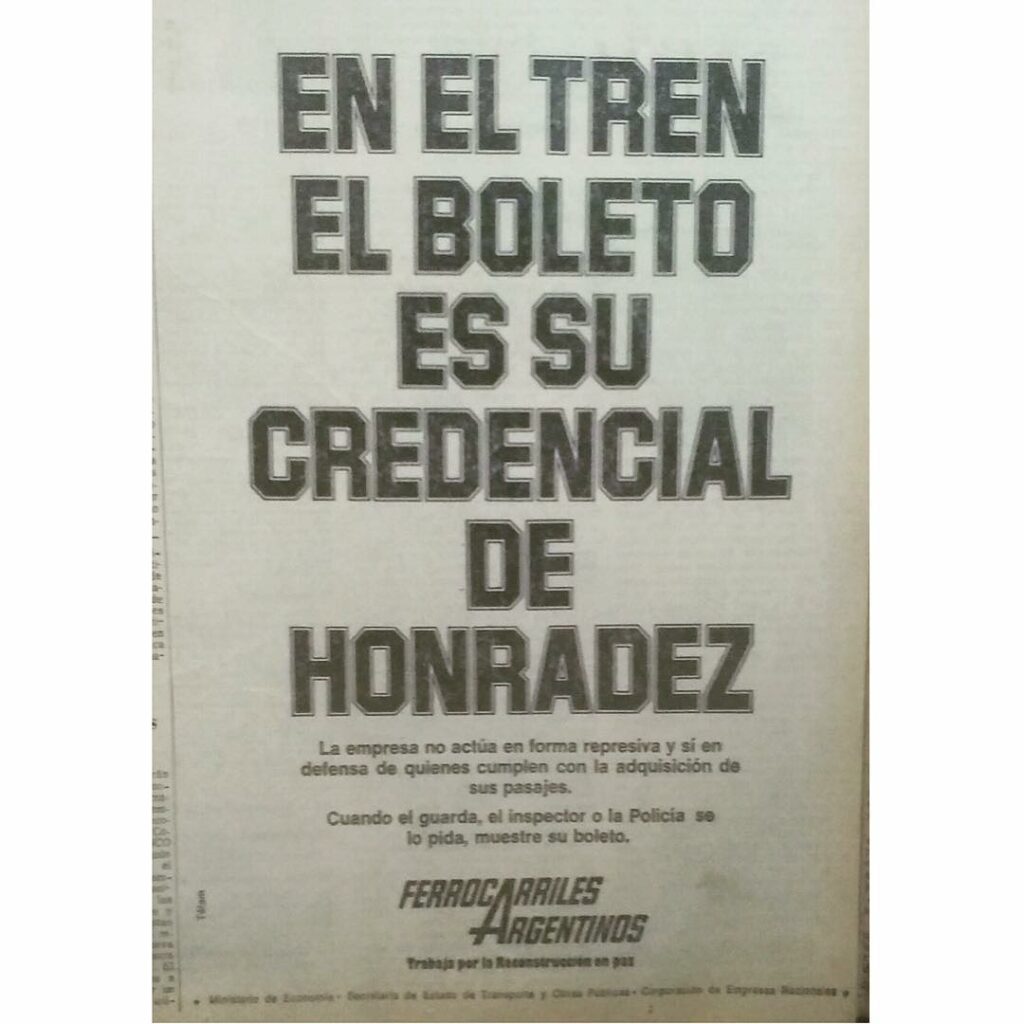 EN EL TREN
EL BOLETO
ES SU
CREDENCIAL
DE
HONRADEZ
La empresa no actúa en forma represiva y sí en
defensa de quienes cumplen con la adquisición de
sus pasajes.
Cuando el guarda, el inspector o la Policía se
lo pida, muestre su boleto.
FERROCARRILES
ARGENTINOS
Trabaja por la Reconstrucción en paz
Télam
Ministerio de Economía - Secretaría de Estado de Transporte y Obras Públicas - Corporación de Empresas Nacionales